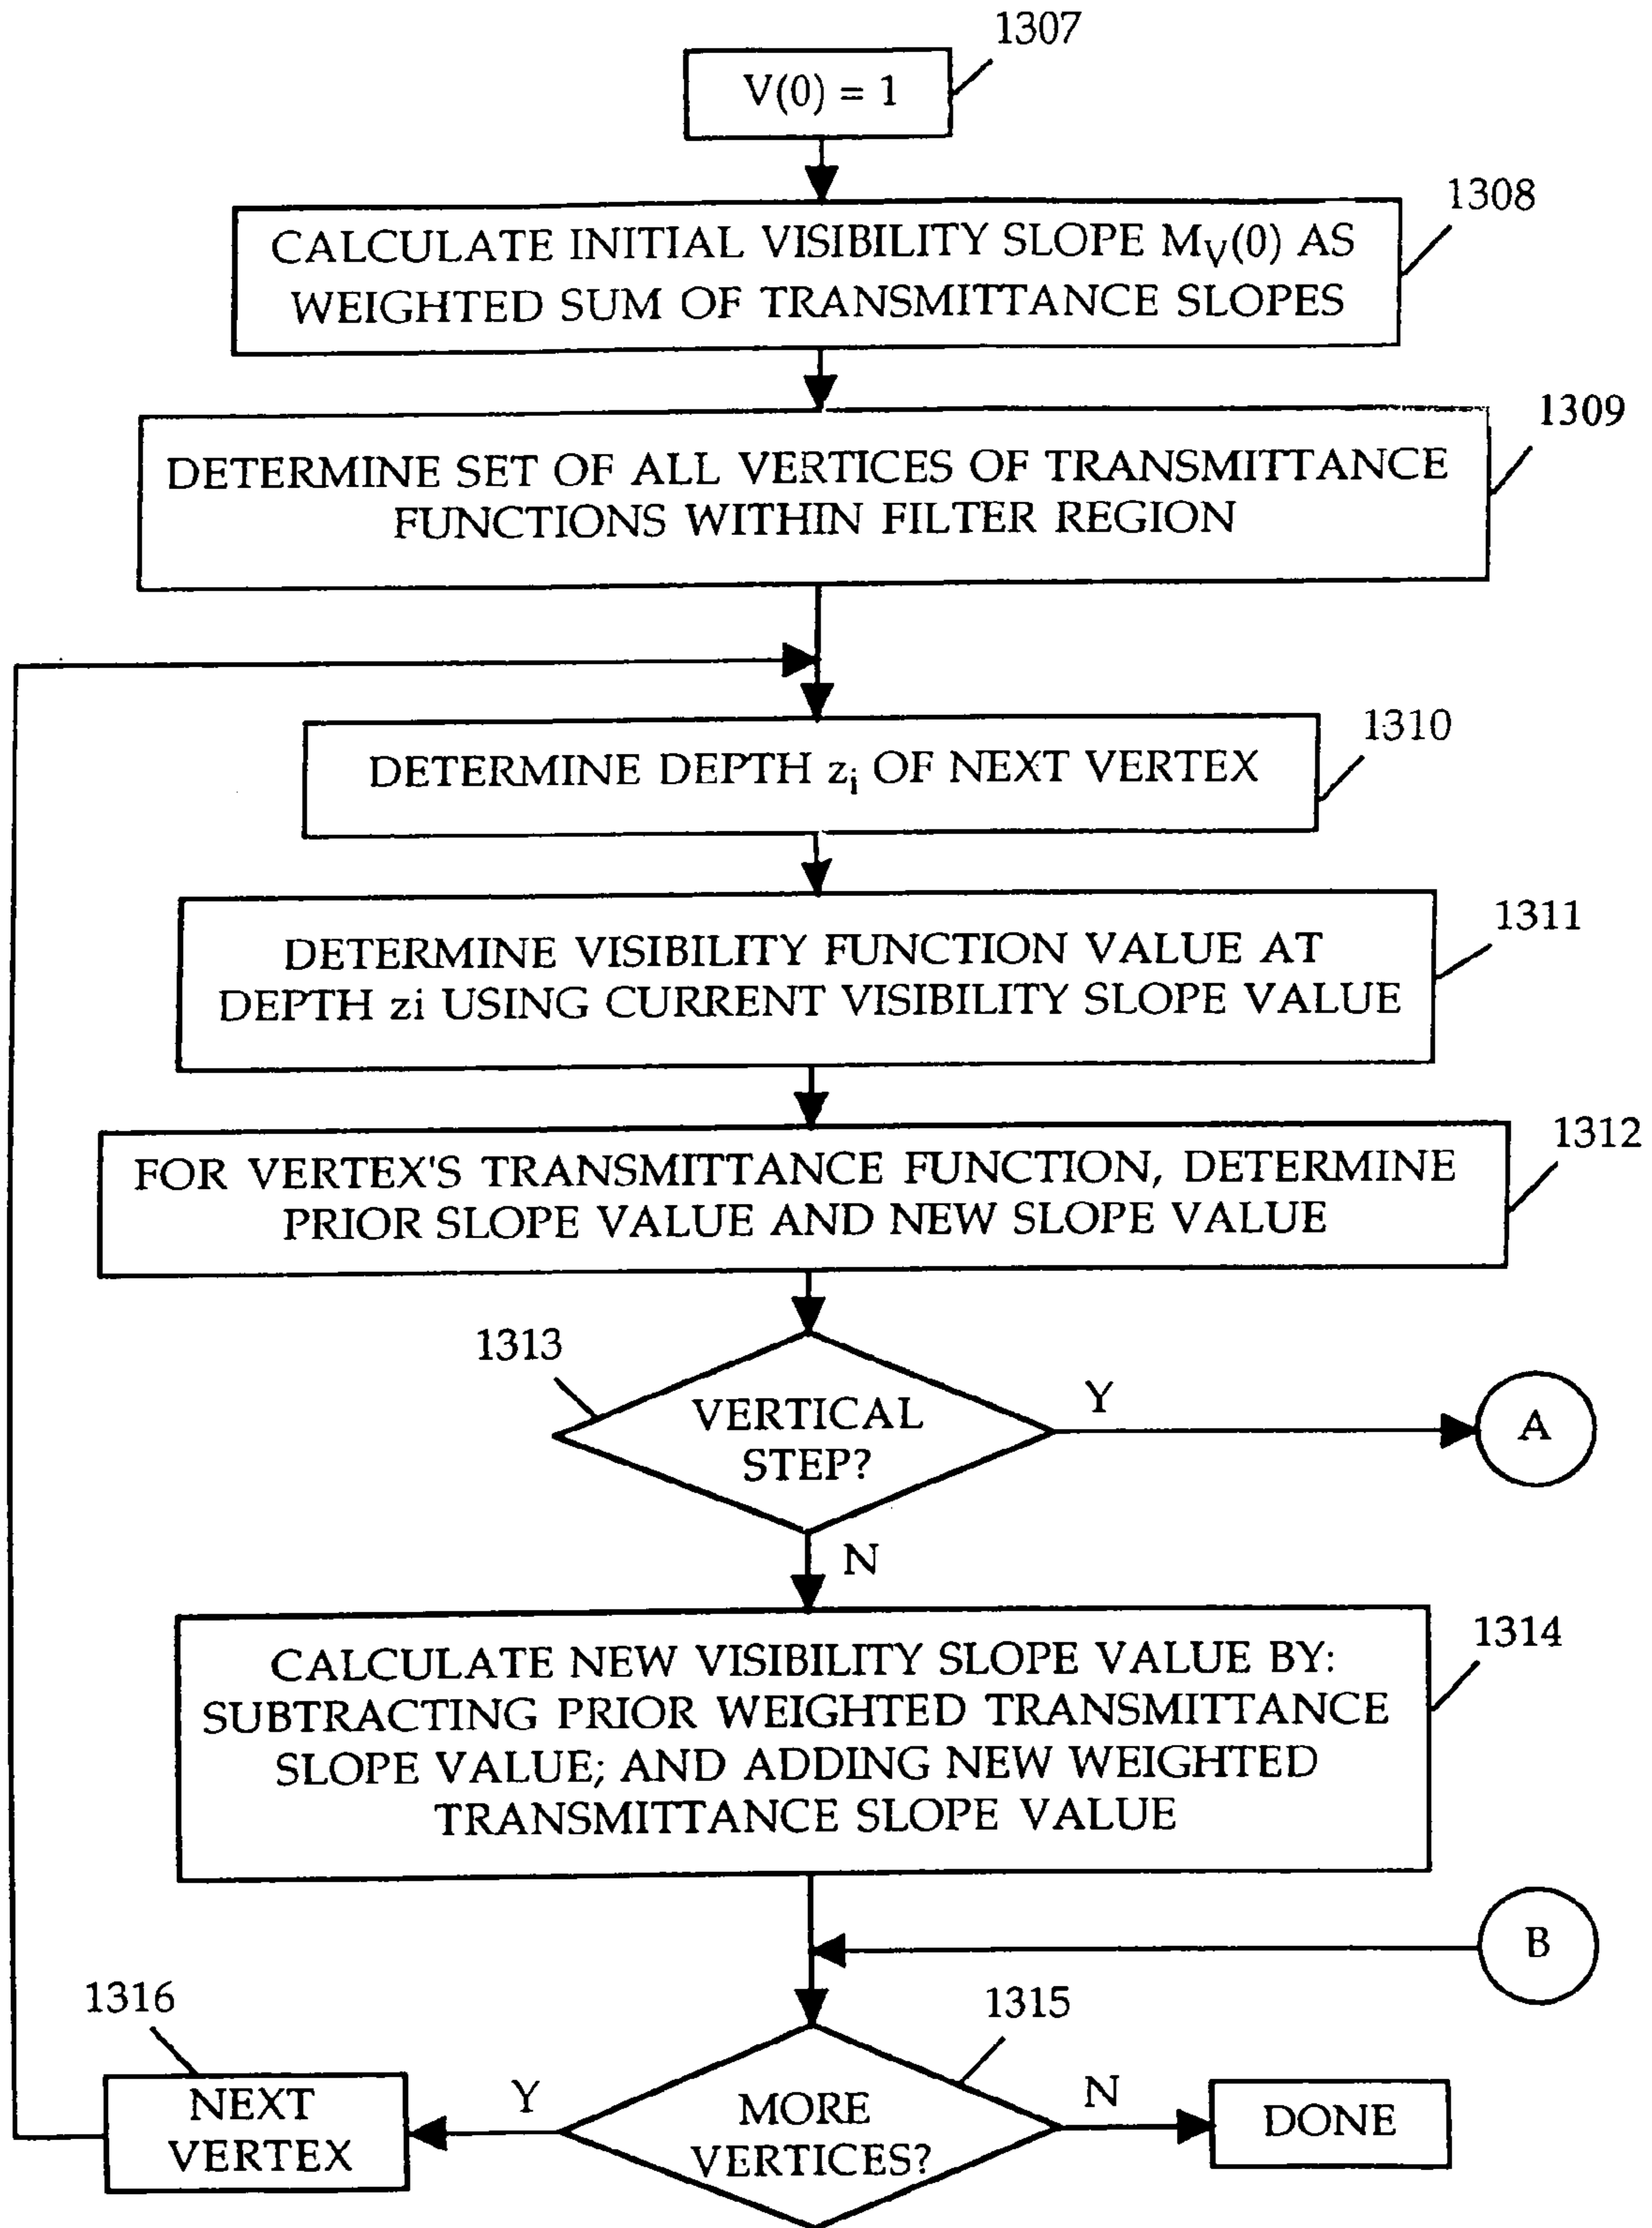 1307
V(0) = 1
1308
CALCULATE INITIAL VISIBILITY SLOPE MV(0) AS
WEIGHTED SUM OF TRANSMITTANCE SLOPES
1309
DETERMINE SET OF ALL VERTICES OF TRANSMITTANCE
FUNCTIONS WITHIN FILTER REGION
1310
DETERMINE DEPTH zi OF NEXT VERTEX
1311
DETERMINE VISIBILITY FUNCTION VALUE AT
DEPTH zi USING CURRENT VISIBILITY SLOPE VALUE
1312
FOR VERTEX'S TRANSMITTANCE FUNCTION, DETERMINE
PRIOR SLOPE VALUE AND NEW SLOPE VALUE
1313
VERTICAL
STEP?
Y
A
N
1314
CALCULATE NEW VISIBILITY SLOPE VALUE BY:
SUBTRACTING PRIOR WEIGHTED TRANSMITTANCE
SLOPE VALUE; AND ADDING NEW WEIGHTED
TRANSMITTANCE SLOPE VALUE
B
1316
1315
NEXT
VERTEX
Y
MORE
VERTICES?
N
DONE